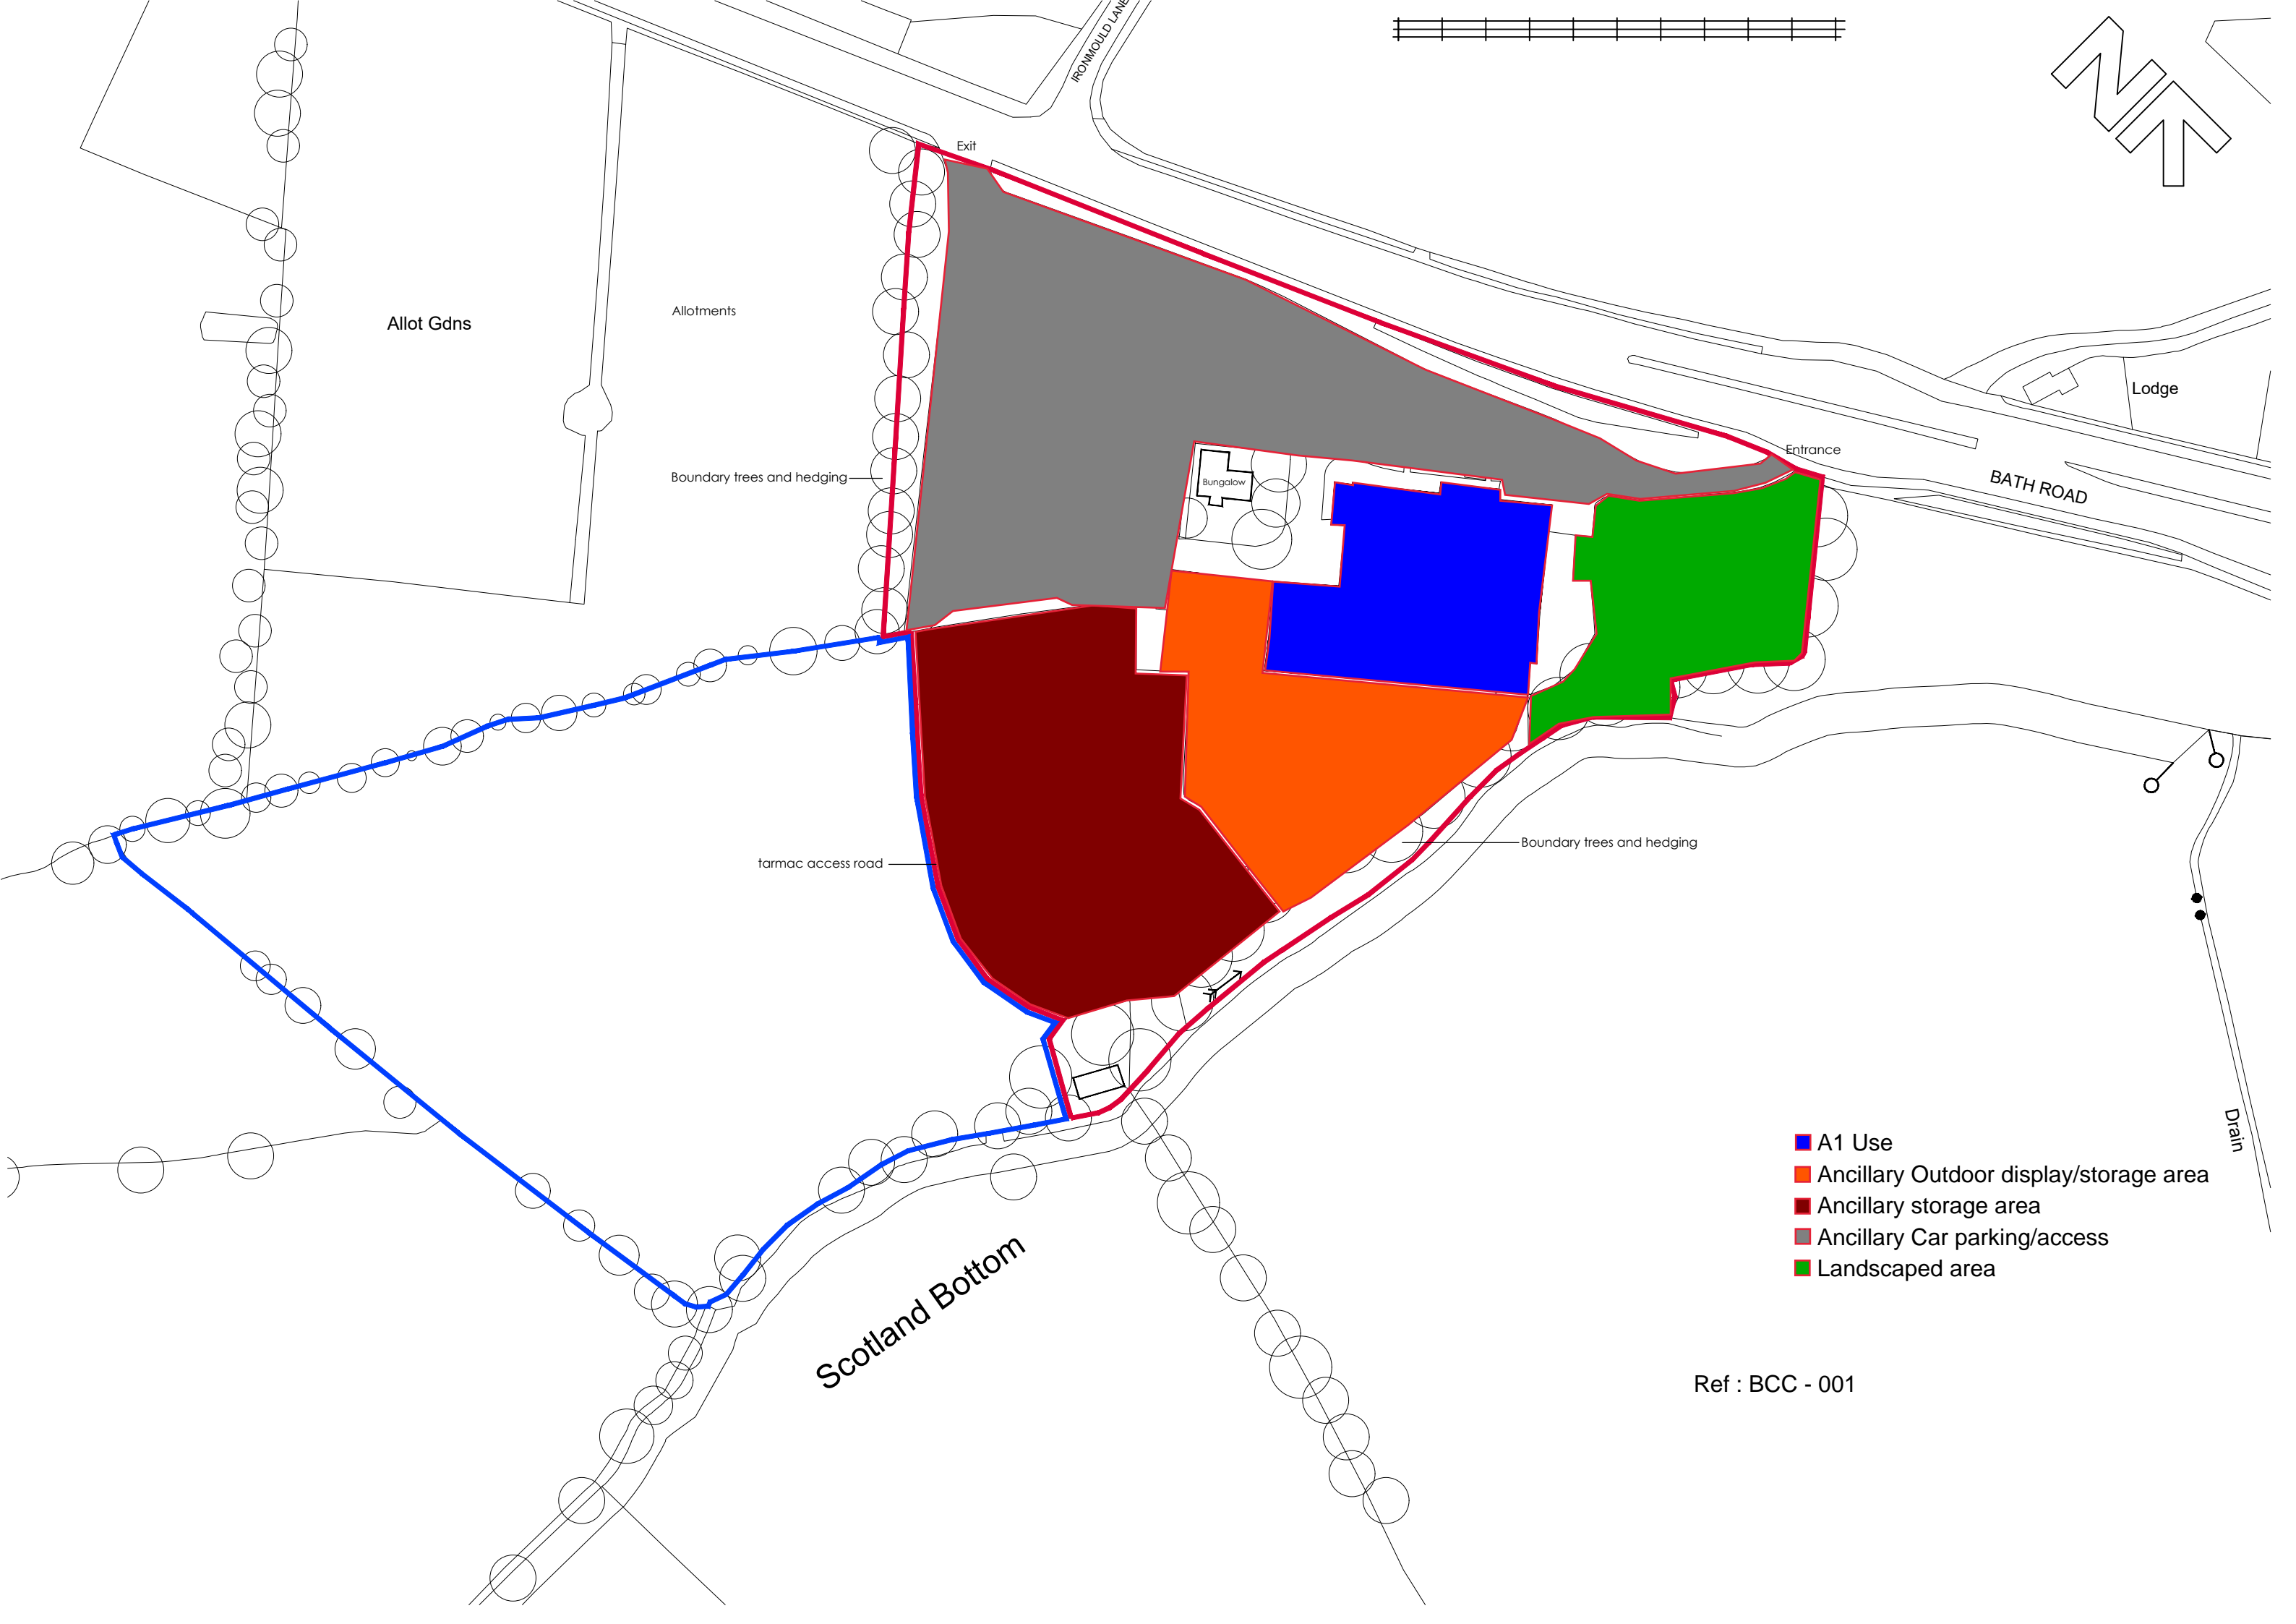 IRONMOULD LANE
N
Exit
Allot Gdns
Allotments
Lodge
Entrance
Boundary trees and hedging
Bungalow
BATH ROAD
Boundary trees and hedging
tarmac access road
Drain
A1 Use
Ancillary Outdoor display/storage area
Ancillary storage area
Ancillary Car parking/access
Landscaped area
Scotland Bottom
Ref : BCC - 001